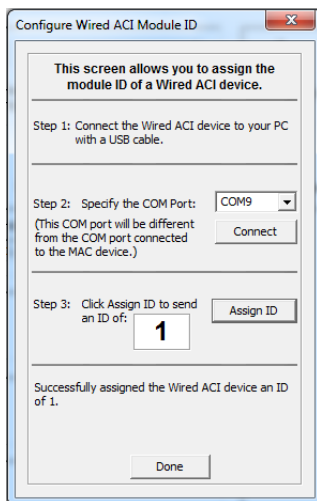 Configure Wired ACI Module ID
This screen allows you to assign the
module ID of a Wired ACI device.
Step 1: Connect the Wired ACI device to your PC
with a USB cable.
Step 2: Specify the COM Port: COM9
(This COM port will be different
from the COM port connected
to the MAC device.)
Connect
Step 3: Click Assign ID to send
an ID of: 1
Assign ID
Successfully assigned the Wired ACI device an ID
of 1.
Done